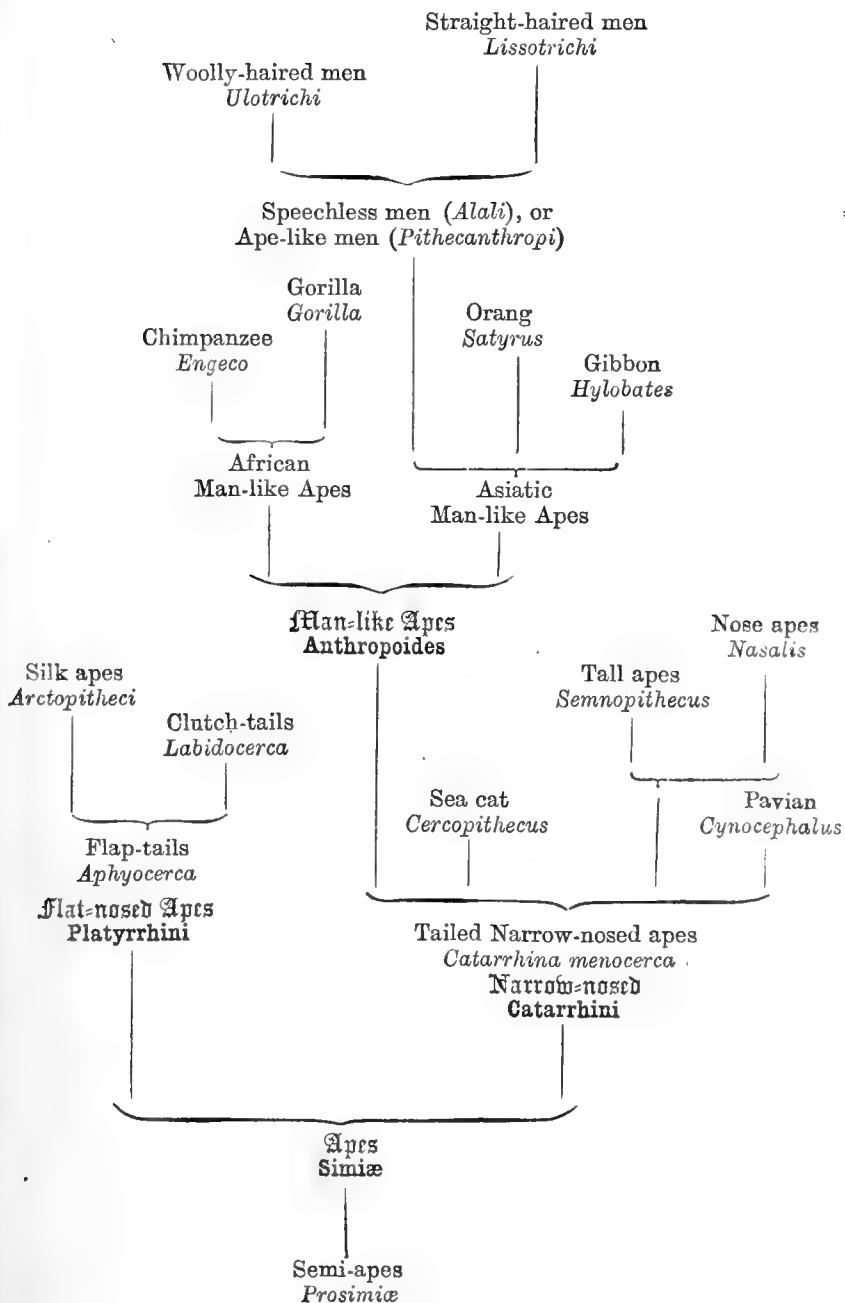 Straight-haired men
Lissotrichi
Woolly-haired men
Ulotrichi
Speechless men (Alali), or
Ape-like men (Pithecanthropi)
Gorilla
Gorilla
Chimpanzee
Engeco
Orang
Satyrus
Gibbon
Hylobates
African
Man-like Apes
Asiatic
Man-like Apes
Man-like Apes
Anthropoides
Silk apes
Arctopitheci
Clutch-tails
Labidocerca
Nose apes
Nasalis
Tall apes
Semnopithecus
Sea cat
Cercopithecus
Pavian
Cynocephalus
Flap-tails
Aphyocerca
Flat-nosed Apes
Platyrrhini
Tailed Narrow-nosed apes
Catarrhina menocerca
Narrow-nosed
Catarrhini
Apes
Simiæ
Semi-apes
Prosimiæ